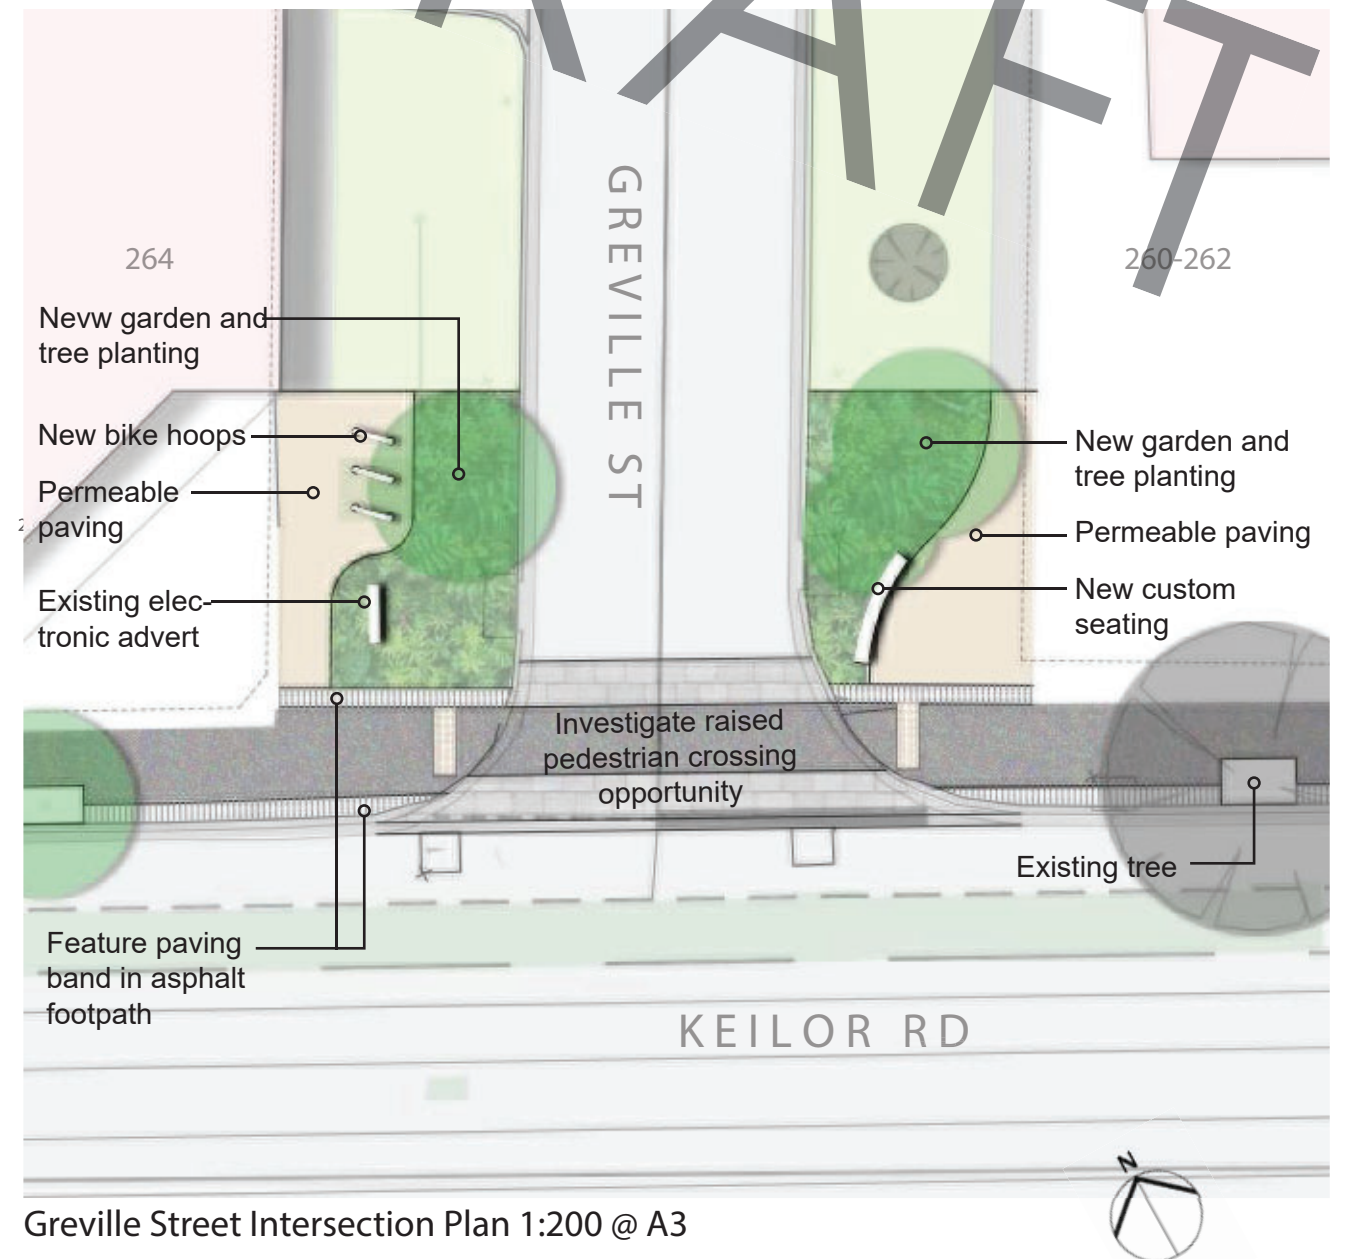 RAFT
GREVILLE ST
264
260-262
Nevw garden and
tree planting
New bike hoops
Permeable
paving
Existing elec-
tronic advert
New garden and
tree planting
Permeable paving
New custom
seating
Investigate raised
pedestrian crossing
opportunity
Existing tree
Feature paving
band in asphalt
footpath
KEILOR RD
N
Greville Street Intersection Plan 1:200 @ A3